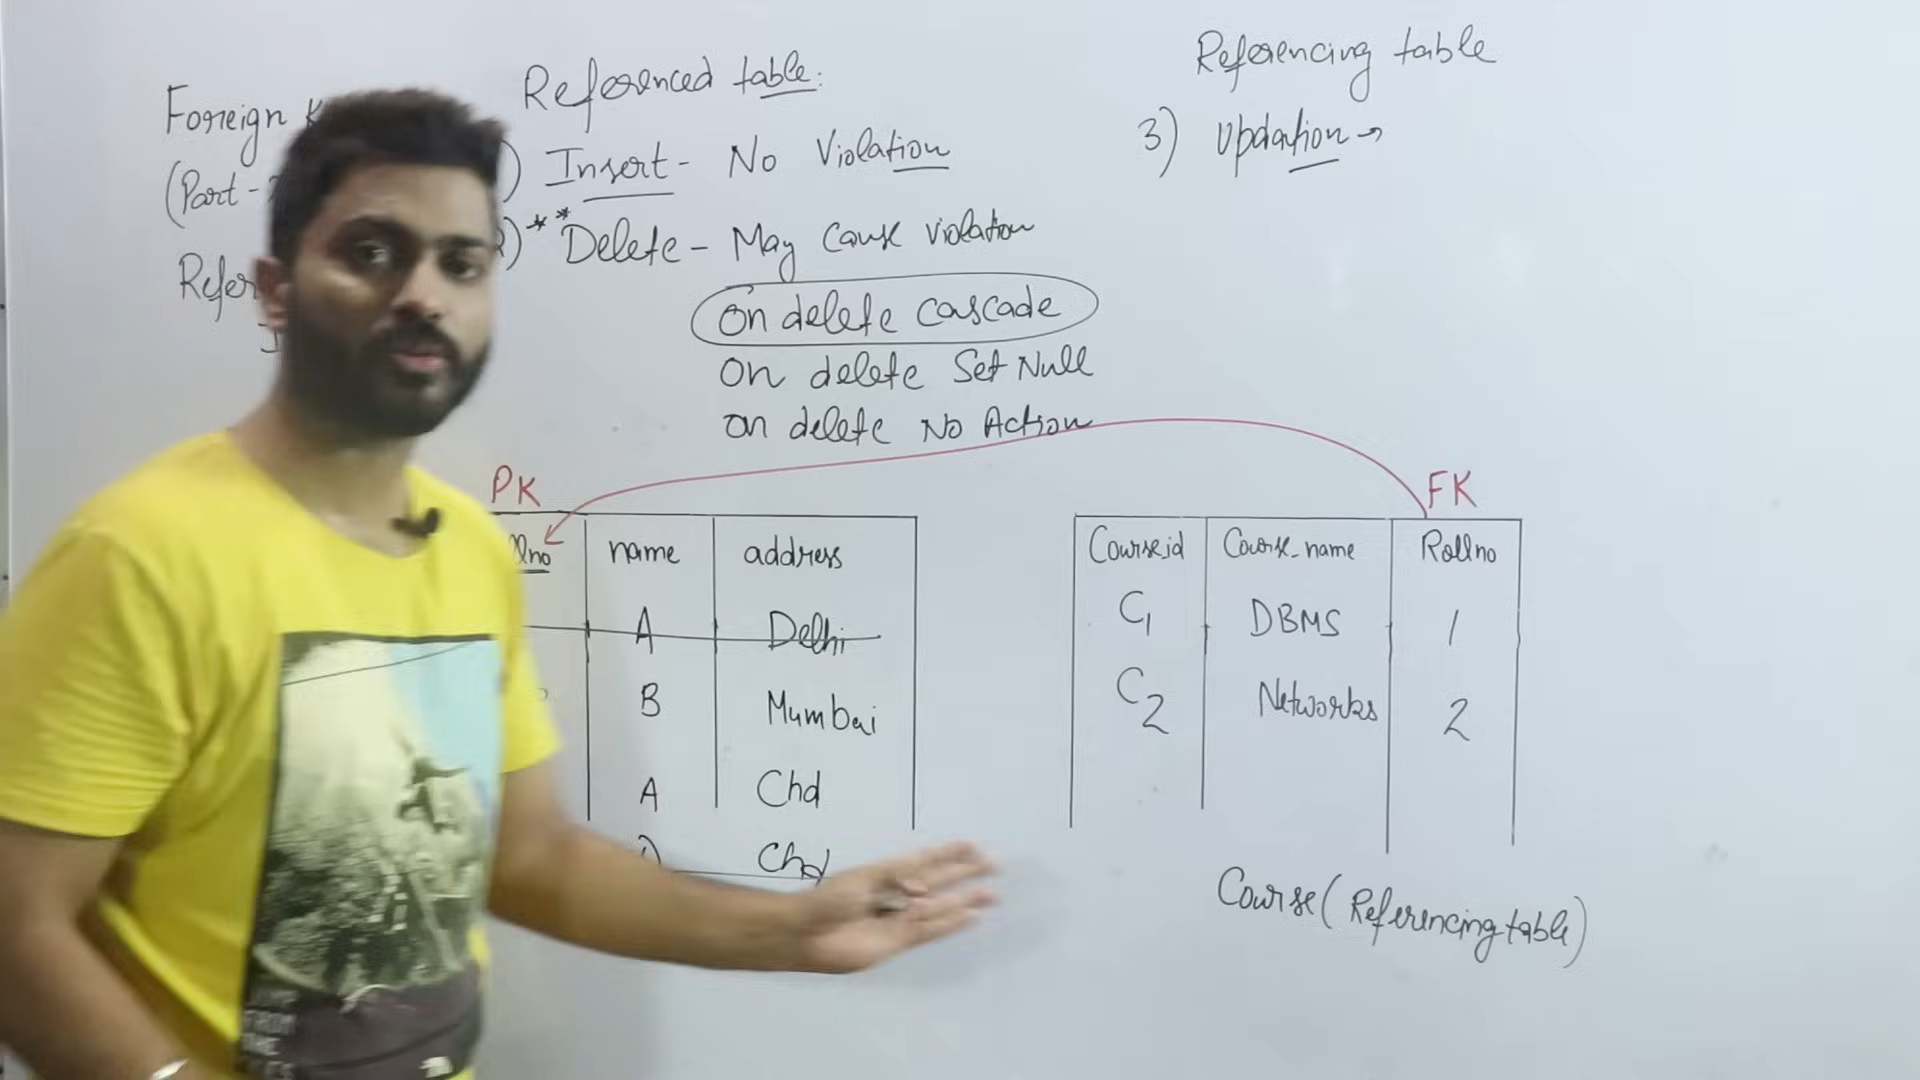 Foreign
(Part-
Refer
Referenced table:
Insert - No Violation
** Delete - May cause violation
on delete cascade
on delete Set Null
on delete No Action
Referencing table
3) Updation →
PK
name address
A Delhi
B Mumbai
A Chd
D Chd
FK
Course_id Course_name Rollno
C1 DBMS 1
C2 Networks 2
Course (Referencing table)